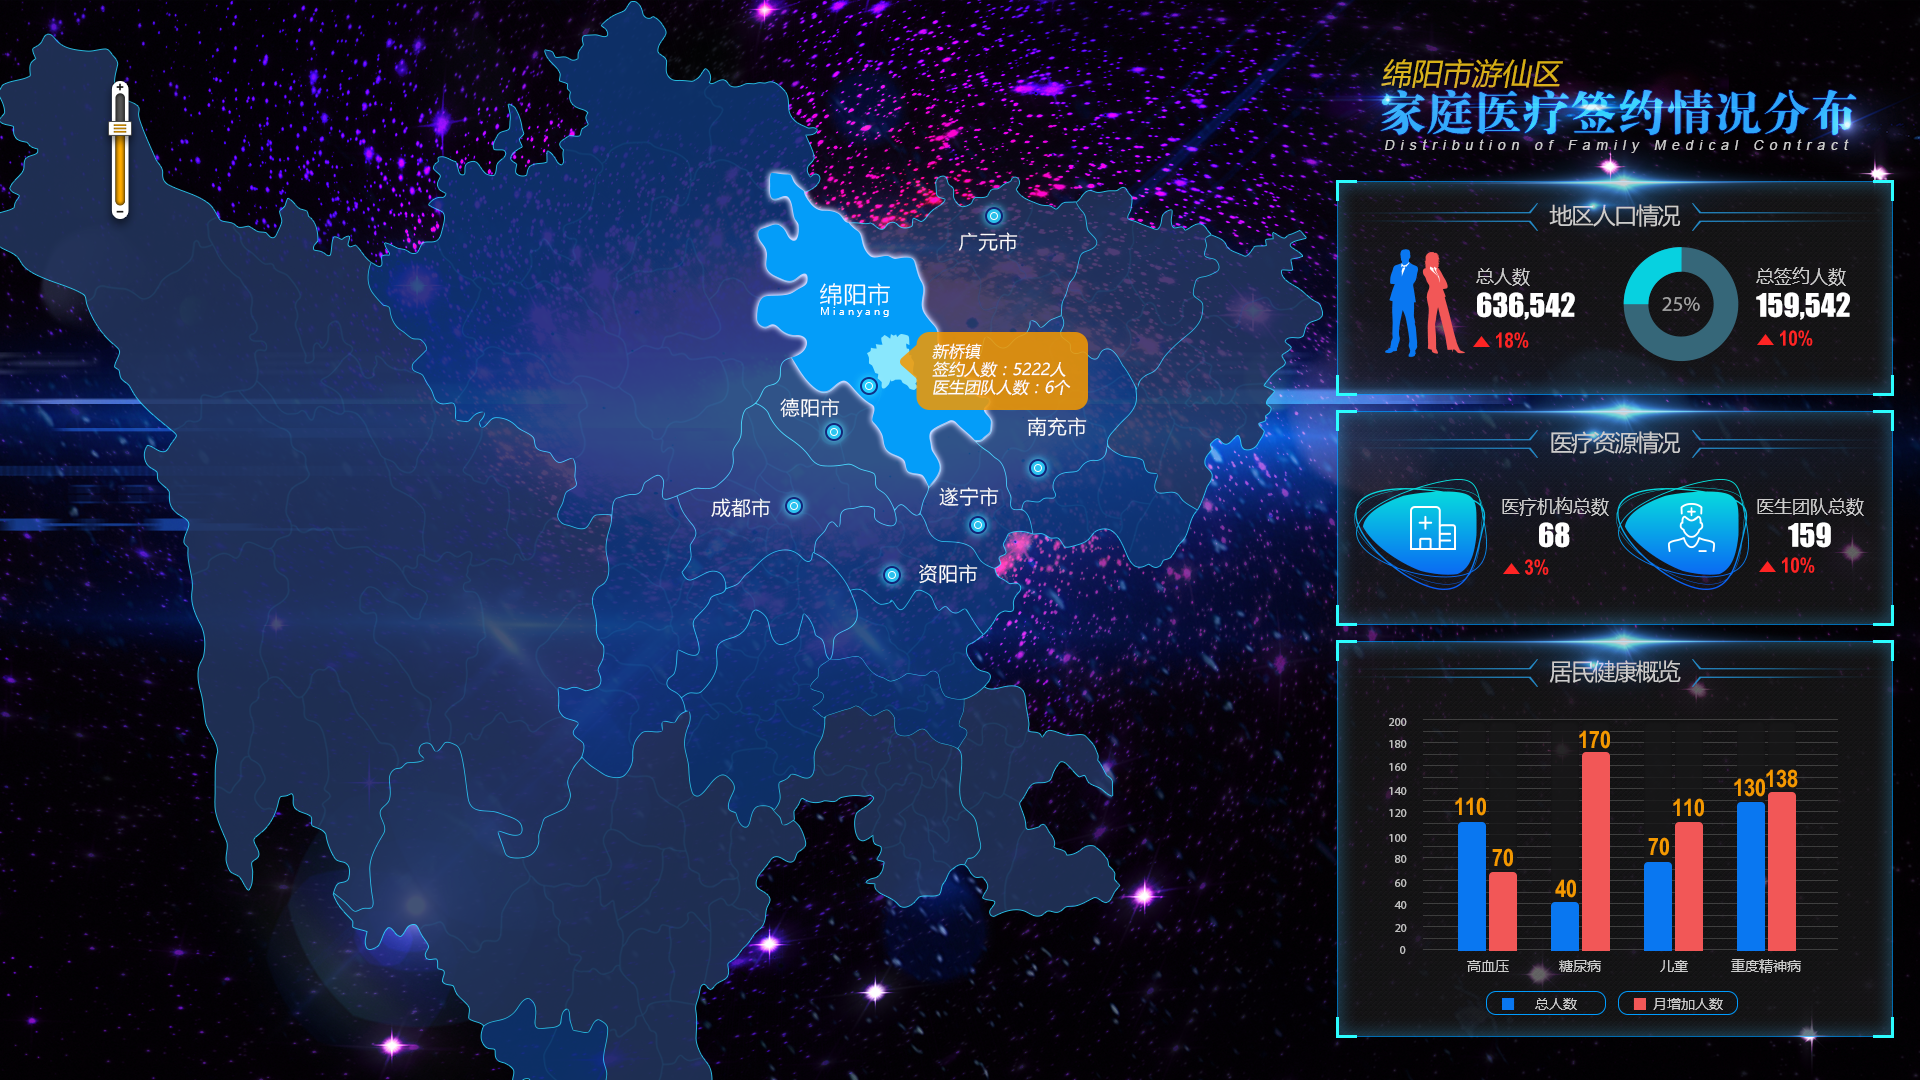 绵阳市游仙区
家庭医疗签约情况分布
Distribution of Family Medical Contract
+
−
广元市
绵阳市
Mianyang
新桥镇
签约人数：5222人
医生团队人数：6个
德阳市
南充市
成都市
遂宁市
资阳市
地区人口情况
总人数
636,542
18%
25%
总签约人数
159,542
10%
医疗资源情况
医疗机构总数
68
3%
医生团队总数
159
10%
居民健康概览
200
180
160
140
120
100
80
60
40
20
0
110
70
40
170
70
110
130
138
高血压
糖尿病
儿童
重度精神病
总人数
月增加人数